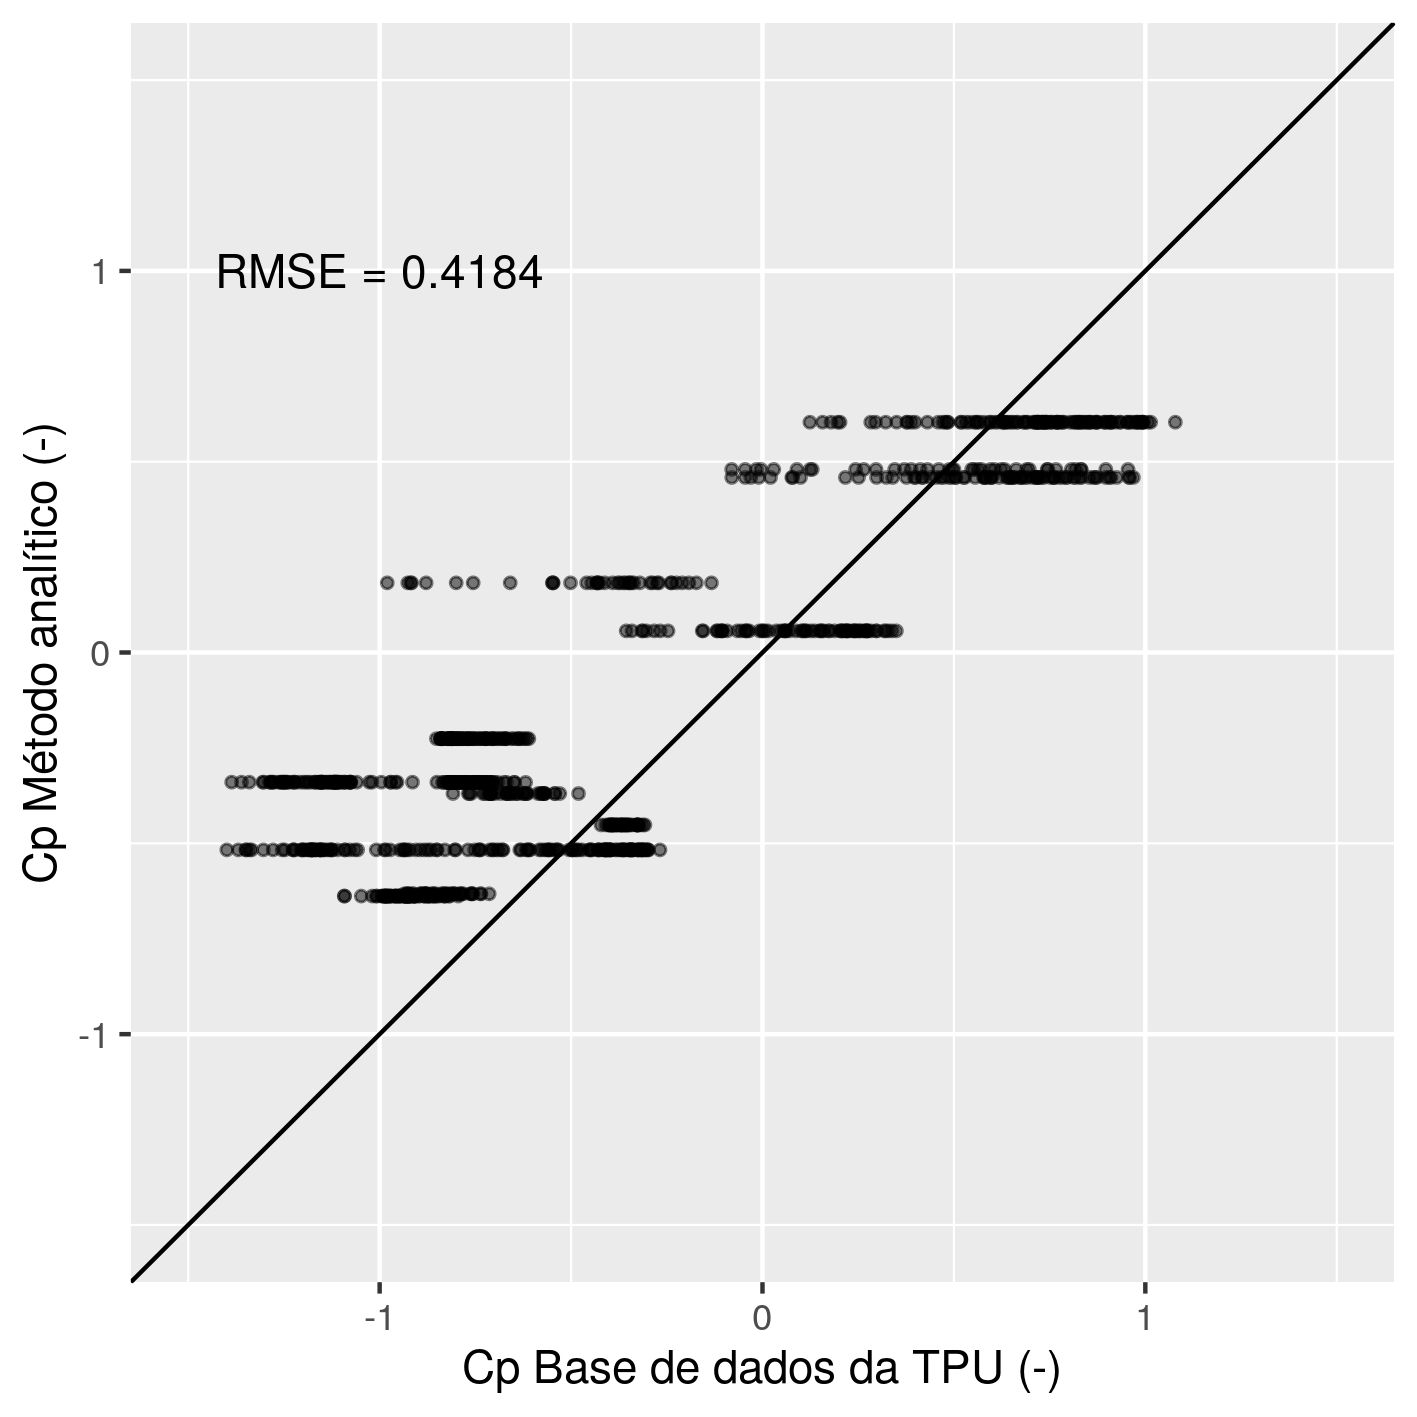 RMSE = 0.4184
1
0
-1
Cp Método analítico (-)
-1
0
1
Cp Base de dados da TPU (-)